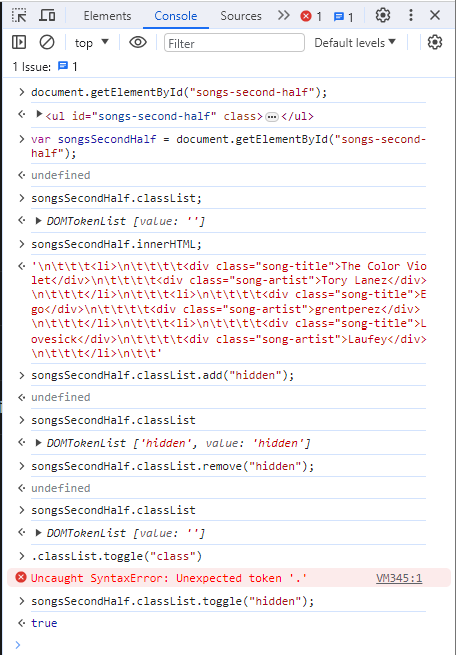 Elements Console Sources 1 1
top Filter Default levels
1 Issue: 1
document.getElementById("songs-second-half");
<ul id="songs-second-half" class>…</ul>
var songsSecondHalf = document.getElementById("songs-second-
half");
undefined
songsSecondHalf.classList;
DOMTokenList [value: '']
songsSecondHalf.innerHTML;
'\n\t\t\t<li>\n\t\t\t\t<div class="song-title">The Color Vio
let</div>\n\t\t\t\t<div class="song-artist">Tory Lanez</div>
\n\t\t\t</li>\n\t\t\t<li>\n\t\t\t\t<div class="song-title">E
go</div>\n\t\t\t\t<div class="song-artist">grentperez</div>
\n\t\t\t</li>\n\t\t\t<li>\n\t\t\t\t<div class="song-title">L
ovesick</div>\n\t\t\t\t<div class="song-artist">Laufey</div>
\n\t\t\t</li>\n\t\t'
songsSecondHalf.classList.add("hidden");
undefined
songsSecondHalf.classList
DOMTokenList ['hidden', value: 'hidden']
songsSecondHalf.classList.remove("hidden");
undefined
songsSecondHalf.classList
DOMTokenList [value: '']
.classList.toggle("class")
Uncaught SyntaxError: Unexpected token '.' VM345:1
songsSecondHalf.classList.toggle("hidden");
true